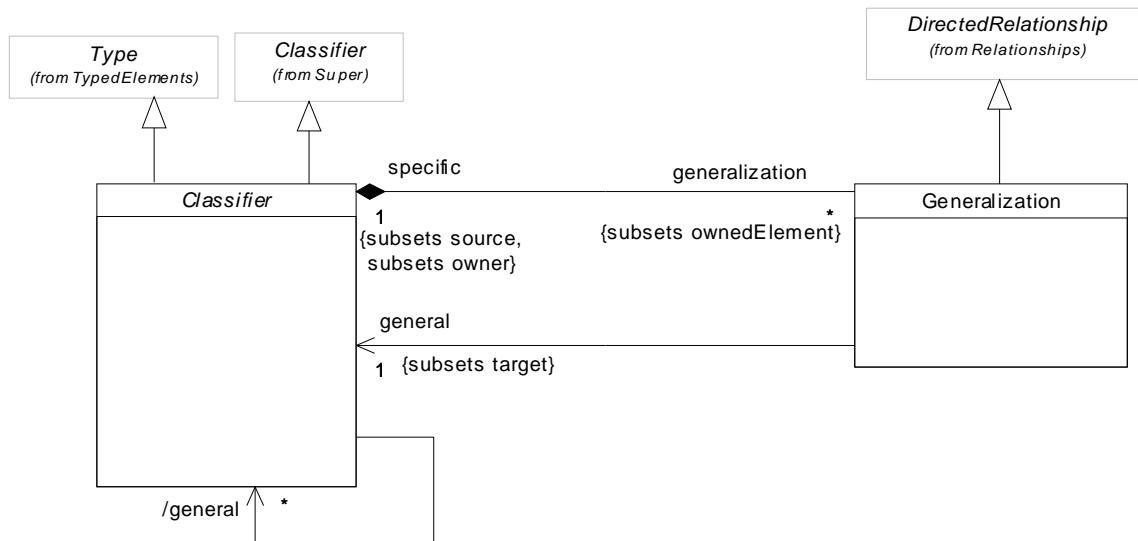 DirectedRelationship
(from Relationships)
Type
(from TypedElements)
Classifier
(from Super)
specific
generalization
Classifier
Generalization
1
*
{subsets source,
subsets owner}
{subsets ownedElement}
general
1
{subsets target}
/general
*